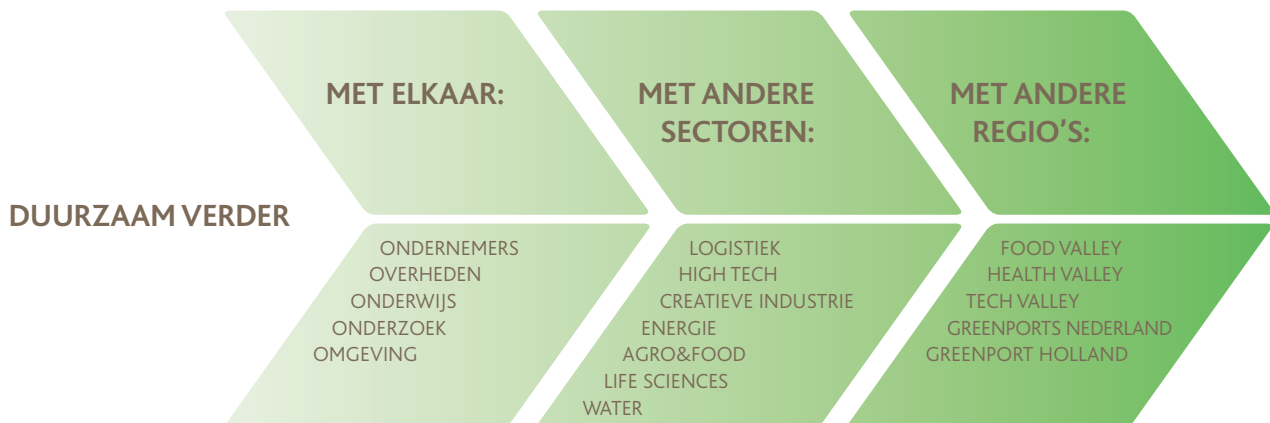 DUURZAAM VERDER
MET ELKAAR:
ONDERNEMERS
OVERHEDEN
ONDERWIJS
ONDERZOEK
OMGEVING
MET ANDERE
SECTOREN:
LOGISTIEK
HIGH TECH
CREATIEVE INDUSTRIE
ENERGIE
AGRO&FOOD
LIFE SCIENCES
WATER
MET ANDERE
REGIO'S:
FOOD VALLEY
HEALTH VALLEY
TECH VALLEY
GREENPORTS NEDERLAND
GREENPORT HOLLAND